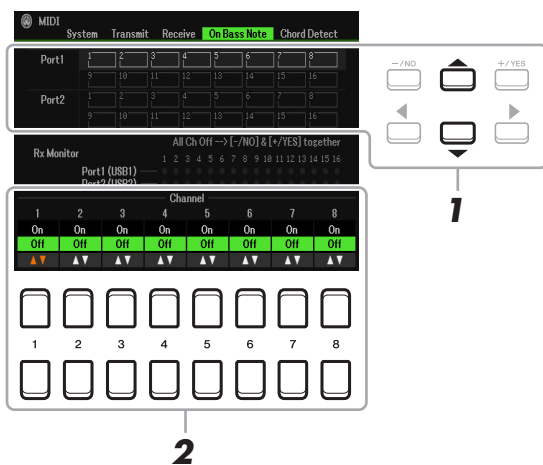 MIDI
System Transmit Receive On Bass Note Chord Detect
Port1 1 2 3 4 5 6 7 8
9 10 11 12 13 14 15 16
Port2 1 2 3 4 5 6 7 8
9 10 11 12 13 14 15 16
−/NO +/YES
1
All Ch Off --> [-/NO] & [+/YES] together
Rx Monitor 1 2 3 4 5 6 7 8 9 10 11 12 13 14 15 16
Port1 (USB1)
Port2 (USB2)
Channel
1 2 3 4 5 6 7 8
On On On On On On On On
Off Off Off Off Off Off Off Off
1 2 3 4 5 6 7 8
2